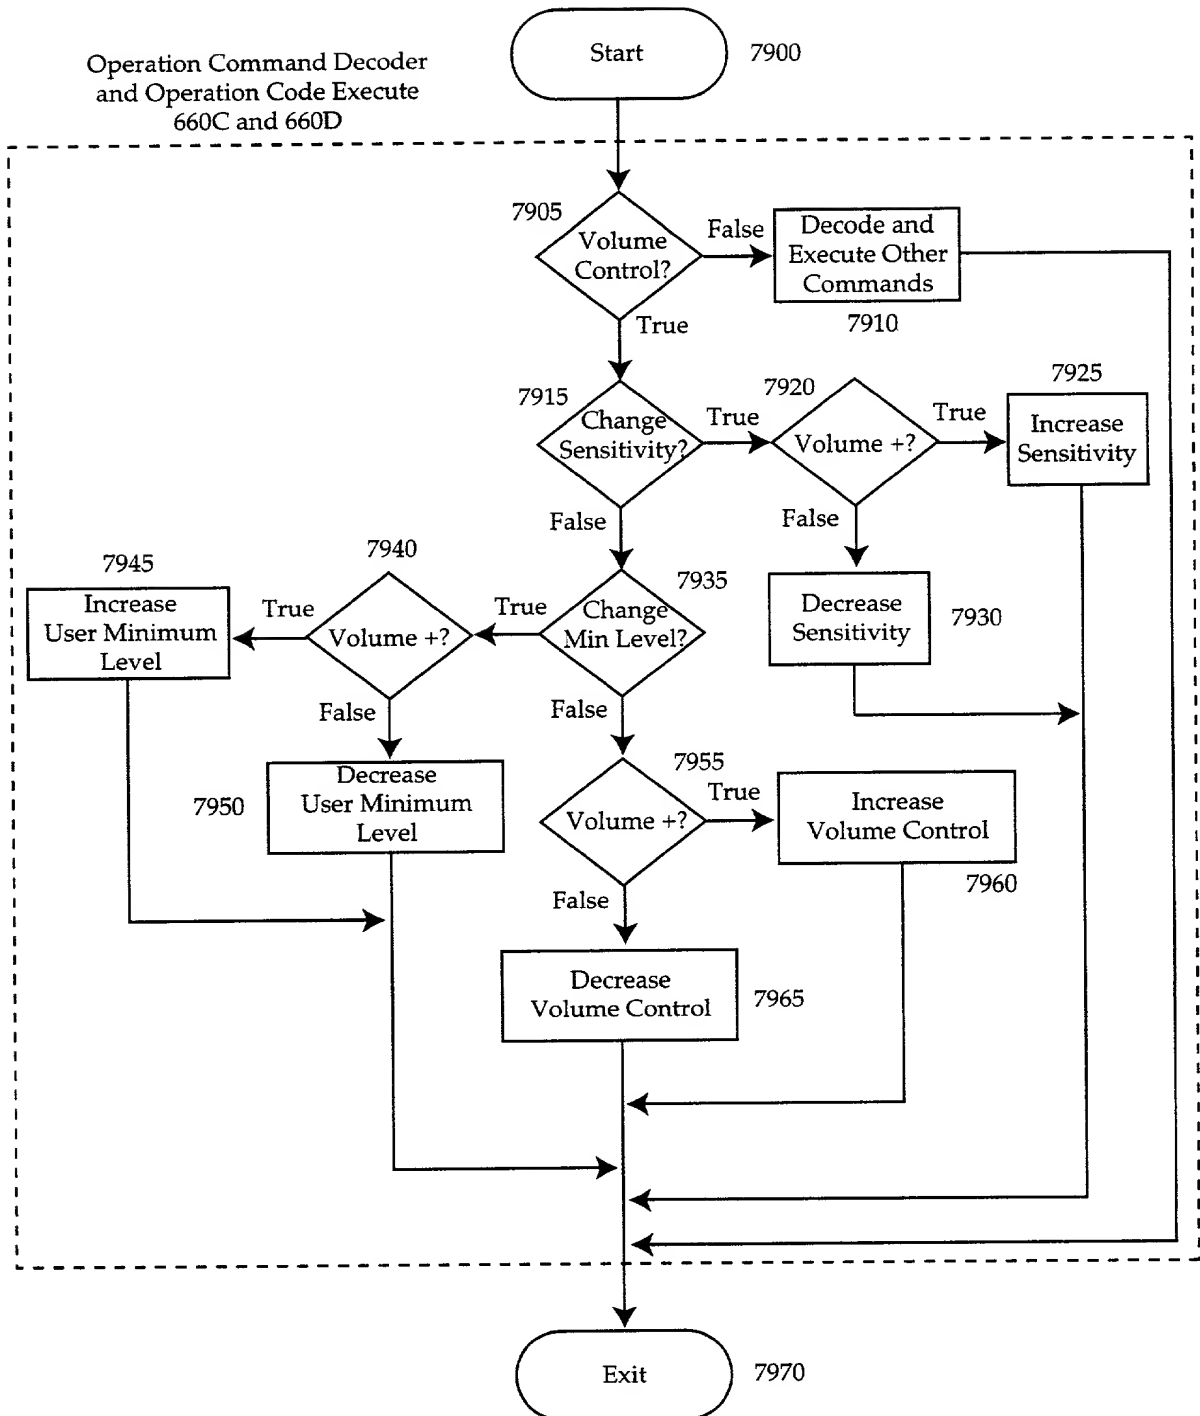 Start
7900
Operation Command Decoder
and Operation Code Execute
660C and 660D
7905
Volume
Control?
False
Decode and
Execute Other
Commands
7910
True
7915
Change
Sensitivity?
True
7920
Volume +?
True
7925
Increase
Sensitivity
False
False
7945
Increase
User Minimum
Level
True
7940
Volume +?
True
7935
Change
Min Level?
Decrease
Sensitivity
7930
False
False
7950
Decrease
User Minimum
Level
7955
Volume +?
True
Increase
Volume Control
7960
False
Decrease
Volume Control
7965
Exit
7970